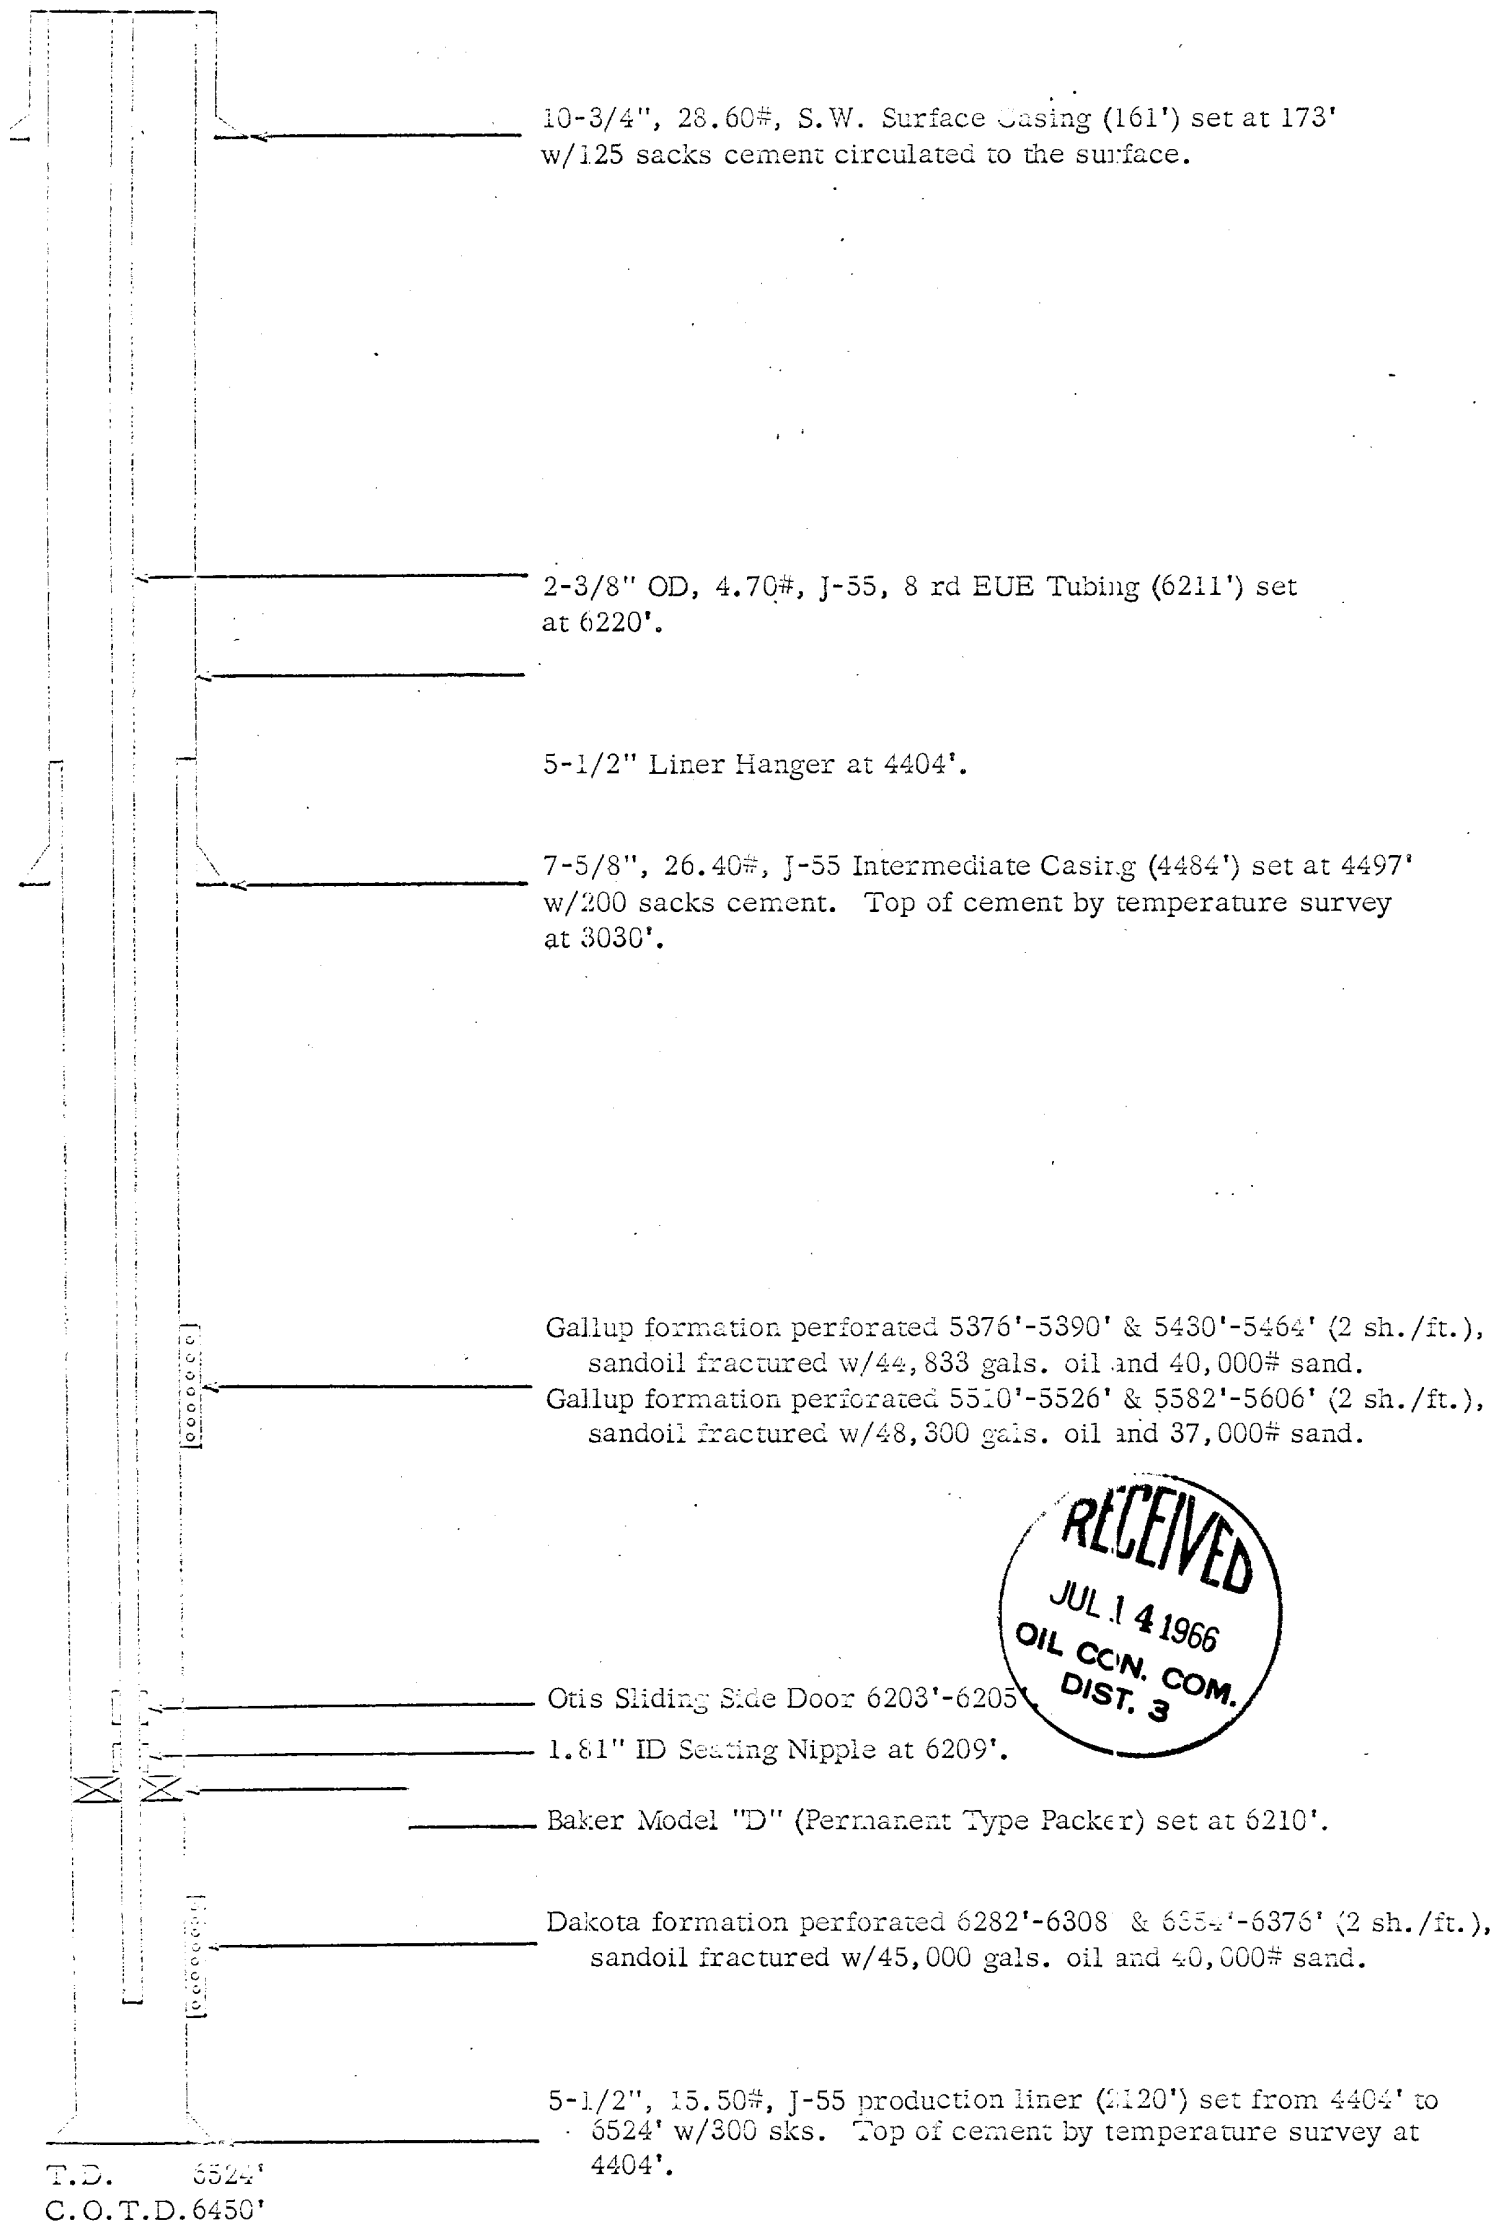 10-3/4", 28.60#, S.W. Surface Casing (161') set at 173'
w/125 sacks cement circulated to the surface.
2-3/8" OD, 4.70#, J-55, 8 rd EUE Tubing (6211') set
at 6220'.
5-1/2" Liner Hanger at 4404'.
7-5/8", 26.40#, J-55 Intermediate Casing (4484') set at 4497'
w/200 sacks cement. Top of cement by temperature survey
at 3030'.
Gallup formation perforated 5376'-5390' & 5430'-5464' (2 sh./ft.),
sandoil fractured w/44,833 gals. oil and 40,000# sand.
Gallup formation perforated 5510'-5526' & 5582'-5606' (2 sh./ft.),
sandoil fractured w/48,300 gals. oil and 37,000# sand.
RECEIVED
JUL 14 1966
OIL CON. COM.
DIST. 3
Otis Sliding Side Door 6203'-6205'.
1.81" ID Seating Nipple at 6209'.
Baker Model "D" (Permanent Type Packer) set at 6210'.
Dakota formation perforated 6282'-6308 & 6354'-6376' (2 sh./ft.),
sandoil fractured w/45,000 gals. oil and 40,000# sand.
5-1/2", 15.50#, J-55 production liner (2120') set from 4404' to
6524' w/300 sks. Top of cement by temperature survey at
4404'.
T.D. 6524'
C.O.T.D. 6450'